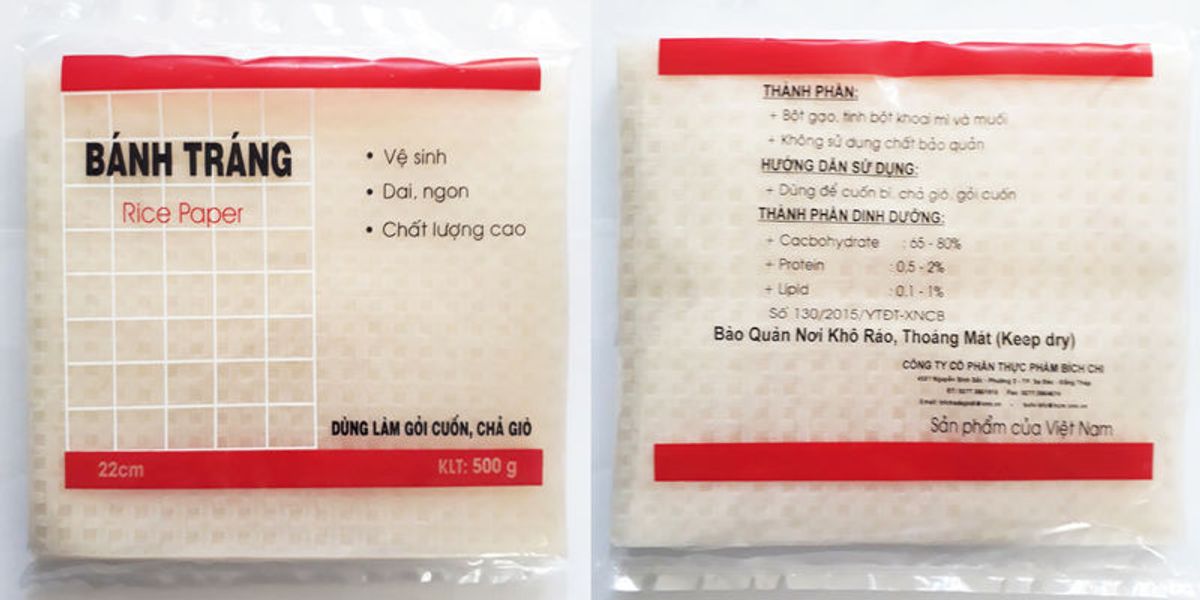 BÁNH TRÁNG
Rice Paper
• Vệ sinh
• Dai, ngon
• Chất lượng cao
DÙNG LÀM GỎI CUỐN, CHẢ GIÒ
22cm
KLT: 500 g
THÀNH PHẦN:
+ Bột gạo, tinh bột khoai mì và muối
+ Không sử dụng chất bảo quản
HƯỚNG DẪN SỬ DỤNG:
+ Dùng để cuốn bì, chả giò, gỏi cuốn
THÀNH PHẦN DINH DƯỠNG:
+ Cacbohydrate : 65 - 80%
+ Protein : 0,5 - 2%
+ Lipid : 0,1 - 1%
Số 130/2015/YTĐT-XNCB
Bảo Quản Nơi Khô Ráo, Thoáng Mát (Keep dry)
CÔNG TY CỔ PHẦN THỰC PHẨM BÍCH CHI
Sản phẩm của Việt Nam